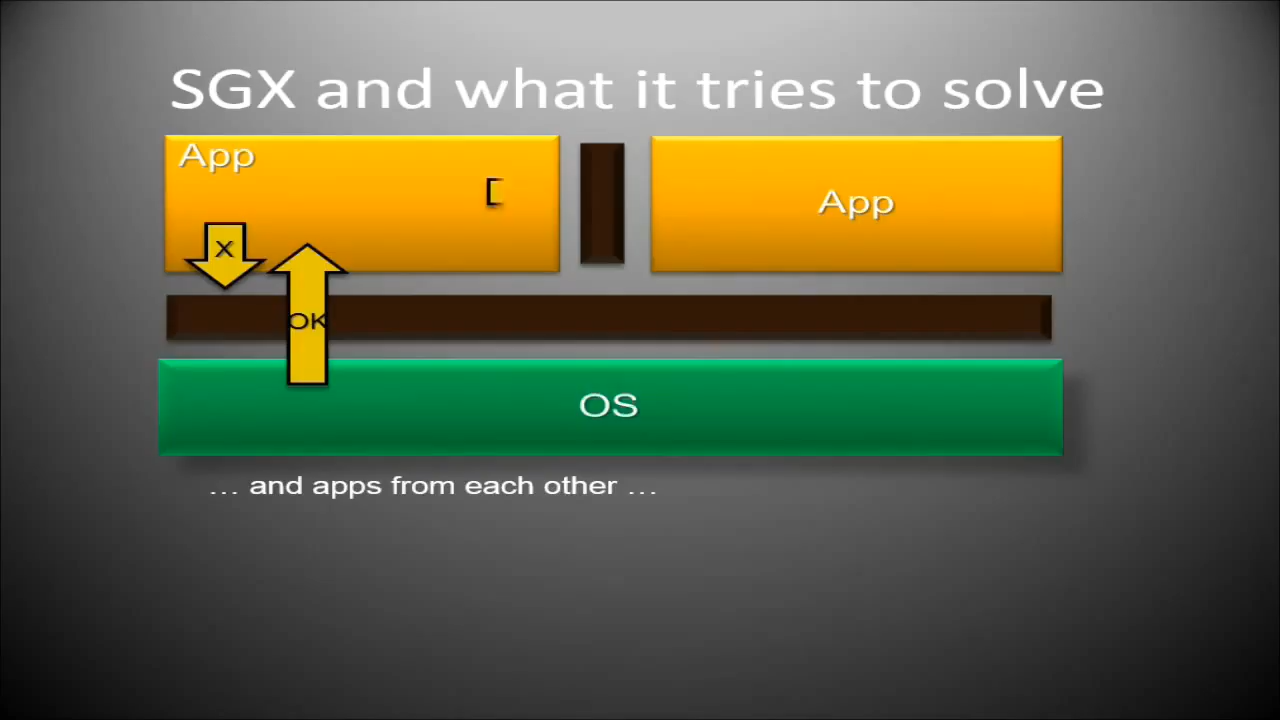 SGX and what it tries to solve
App
App
X
OK
OS
… and apps from each other …